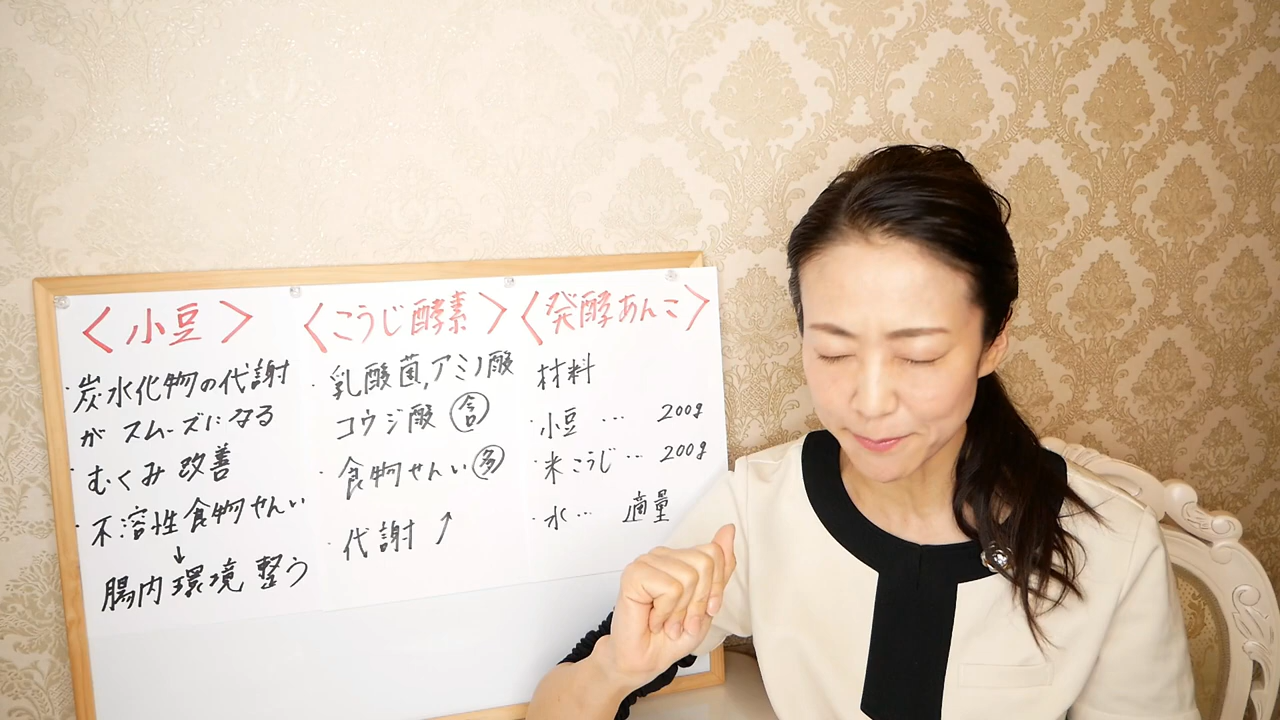 〈小豆〉
・炭水化物の代謝
がスムーズになる
・むくみ改善
・不溶性食物せんい
↓
腸内環境整う
〈こうじ酵素〉
・乳酸菌,アミノ酸
コウジ酸㊒含
・食物せんい多
・代謝↗
〈発酵あんこ〉
材料
・小豆… 200g
・米こうじ… 200g
・水… 適量